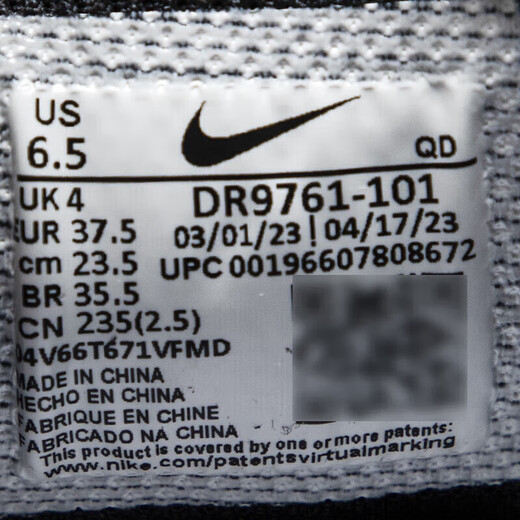 US
6.5
QD
UK 4
EUR 37.5
cm 23.5
BR 35.5
CN 235(2.5)
DR9761-101
03/01/23 | 04/17/23
UPC 00196607808672
04V66T671VFMD
MADE IN CHINA
HECHO EN CHINA
FABRIQUE EN CHINE
FABRICADO NA CHINA
This product is covered by one or more patents:
www.nike.com/patentsvirtualmarking